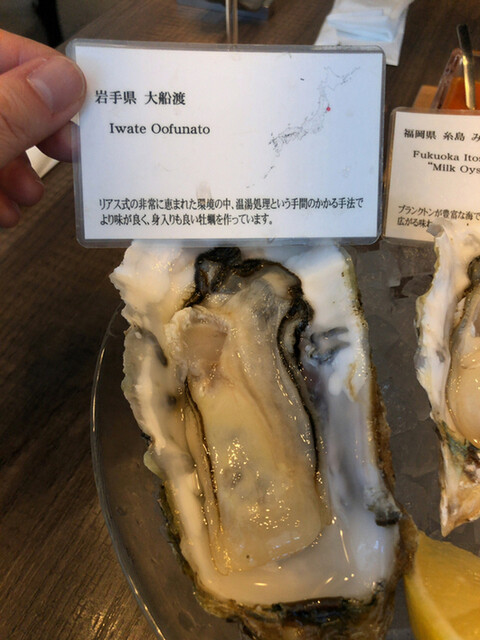 岩手県 大船渡
Iwate Oofunato
リアス式の非常に恵まれた環境の中、温湯処理という手間のかかる手法で
より味が良く、身入りも良い牡蠣を作っています。
福岡県 糸島 み
Fukuoka Itos
"Milk Oys
プランクトンが豊富な海で
広がる味わ